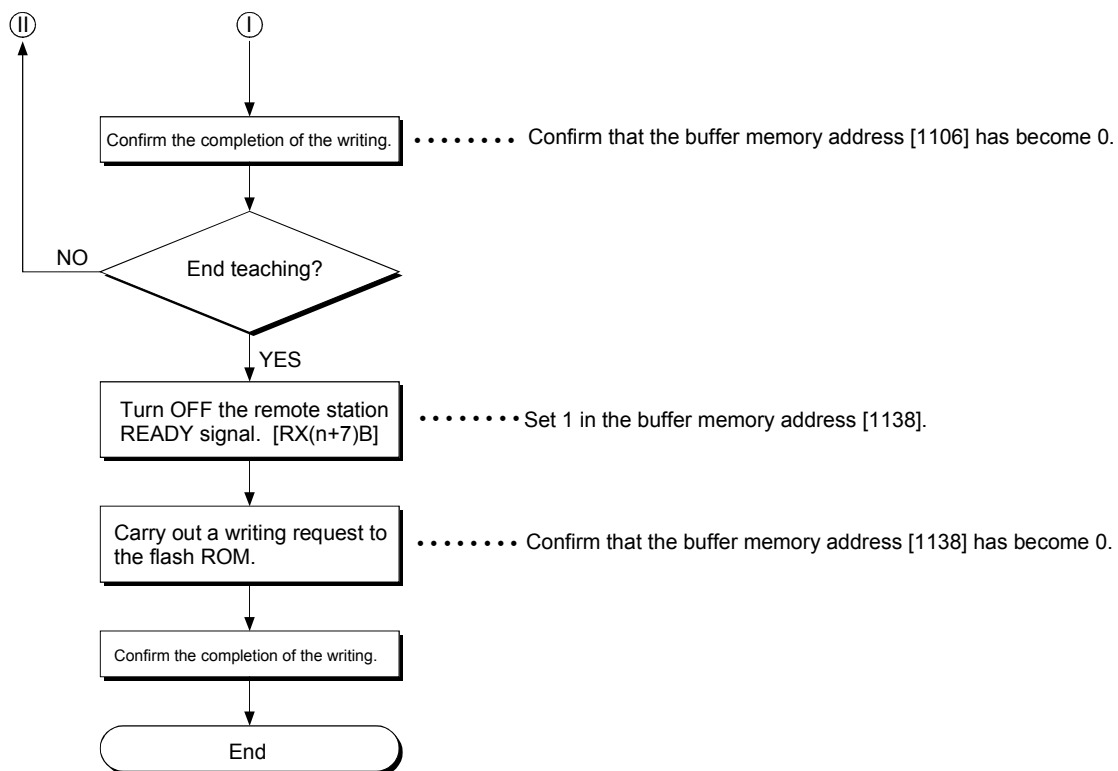 II
I
Confirm the completion of the writing.
• • • • • • • • Confirm that the buffer memory address [1106] has become 0.
NO
End teaching?
YES
Turn OFF the remote station
READY signal. [RX(n+7)B]
• • • • • • • • Set 1 in the buffer memory address [1138].
Carry out a writing request to
the flash ROM.
• • • • • • • • Confirm that the buffer memory address [1138] has become 0.
Confirm the completion of the writing.
End